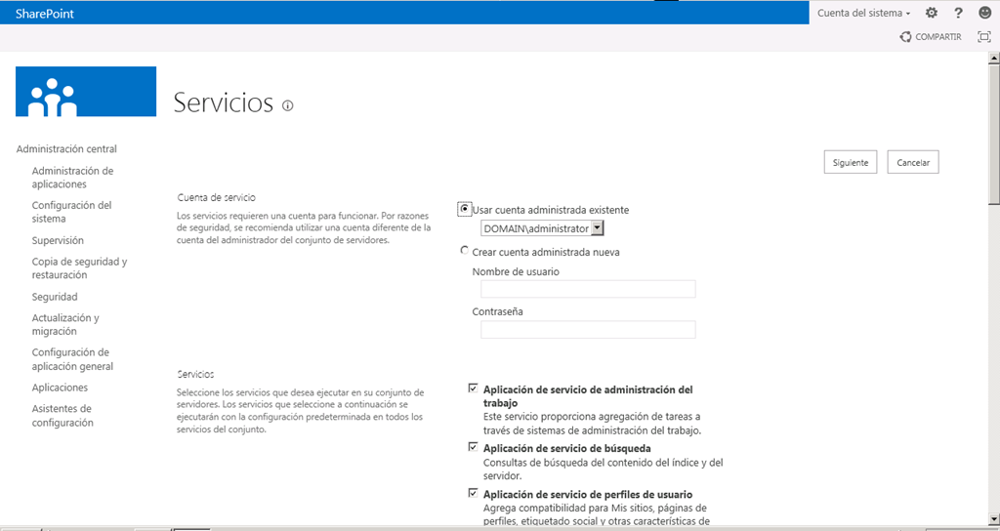 SharePoint
Cuenta del sistema
COMPARTIR
Servicios
Administración central
Administración de
aplicaciones
Configuración del
sistema
Supervisión
Copia de seguridad y
restauración
Seguridad
Actualización y
migración
Configuración de
aplicación general
Aplicaciones
Asistentes de
configuración
Siguiente
Cancelar
Cuenta de servicio
Los servicios requieren una cuenta para funcionar. Por razones
de seguridad, se recomienda utilizar una cuenta diferente de la
cuenta del administrador del conjunto de servidores.
Usar cuenta administrada existente
DOMAIN\administrator
Crear cuenta administrada nueva
Nombre de usuario
Contraseña
Servicios
Seleccione los servicios que desea ejecutar en su conjunto de
servidores. Los servicios que seleccione a continuación se
ejecutarán con la configuración predeterminada en todos los
servicios del conjunto.
Aplicación de servicio de administración del
trabajo
Este servicio proporciona agregación de tareas a
través de sistemas de administración del trabajo.
Aplicación de servicio de búsqueda
Consultas de búsqueda del contenido del índice y del
servidor.
Aplicación de servicio de perfiles de usuario
Agrega compatibilidad para Mis sitios, páginas de
perfiles, etiquetado social y otras características de